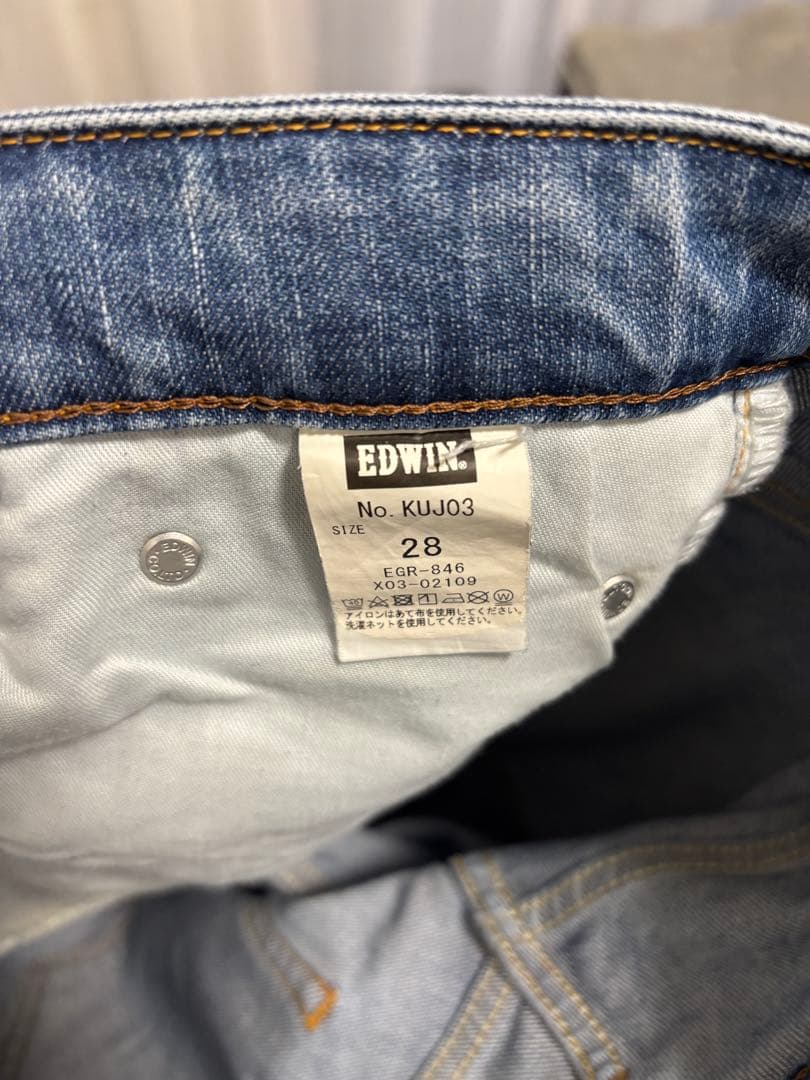 EDWIN®
No. KUJ03
SIZE
28
EGR-846
X03-02109
アイロンはあて布を使用してください。
洗濯ネットを使用してください。
EDWIN